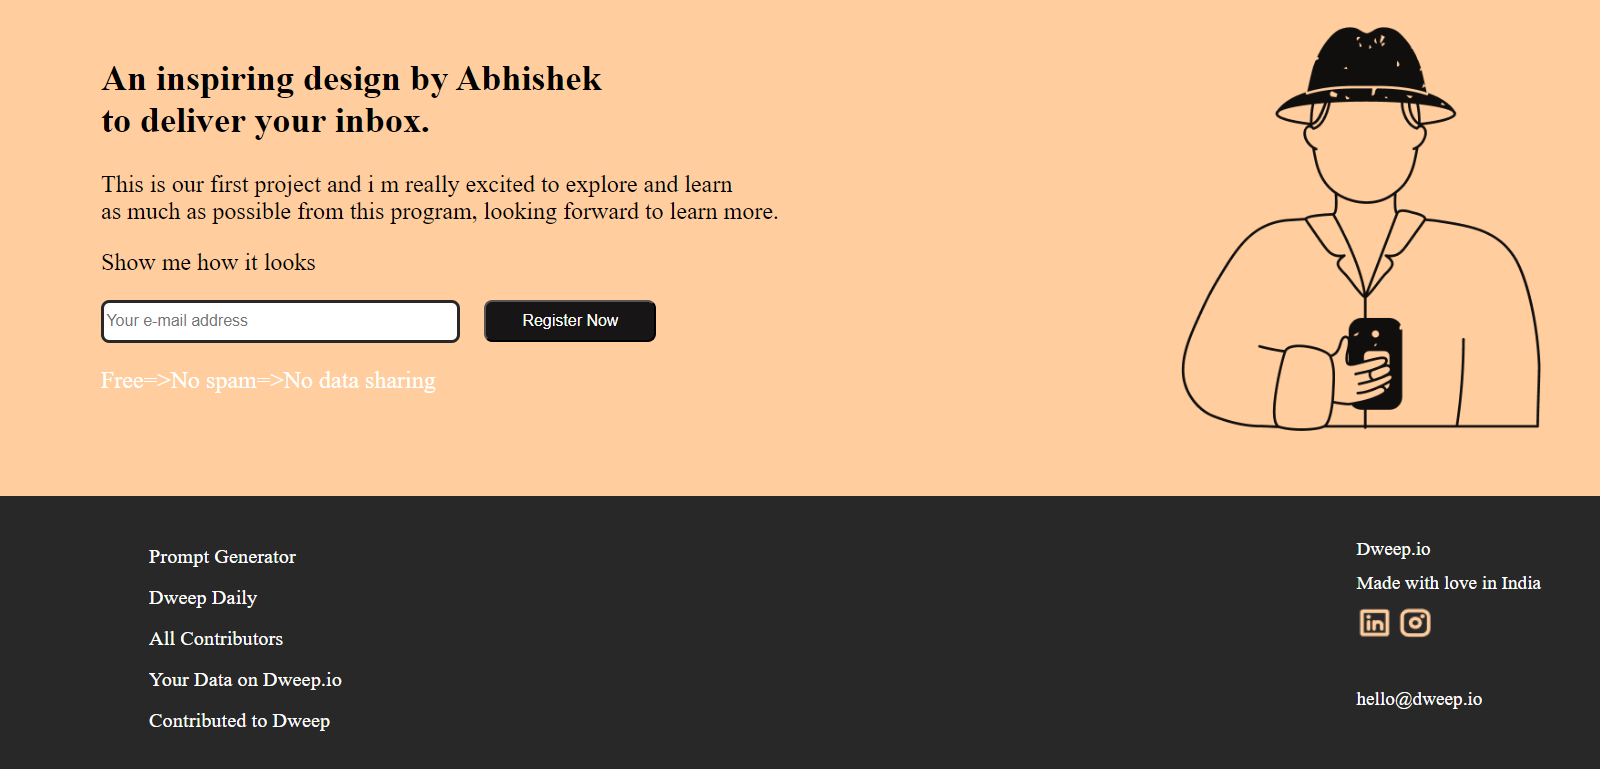 An inspiring design by Abhishek
to deliver your inbox.
This is our first project and i m really excited to explore and learn
as much as possible from this program, looking forward to learn more.
Show me how it looks
Your e-mail address
Register Now
Free=>No spam=>No data sharing
Prompt Generator
Dweep Daily
All Contributors
Your Data on Dweep.io
Contributed to Dweep
Dweep.io
Made with love in India
in
hello@dweep.io